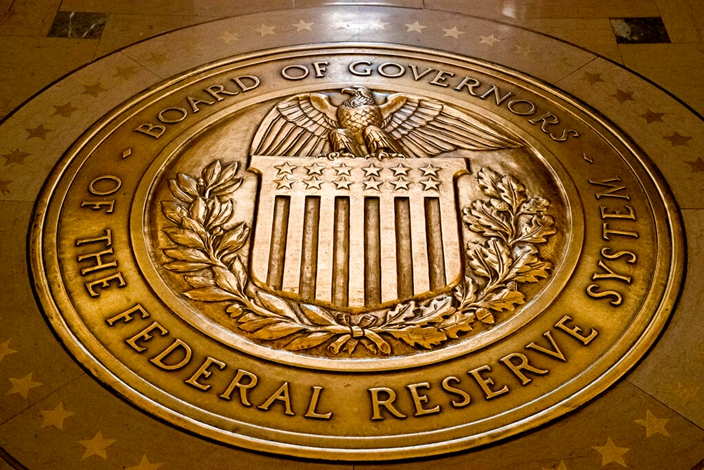 BOARD OF GOVERNORS
OF THE FEDERAL RESERVE SYSTEM